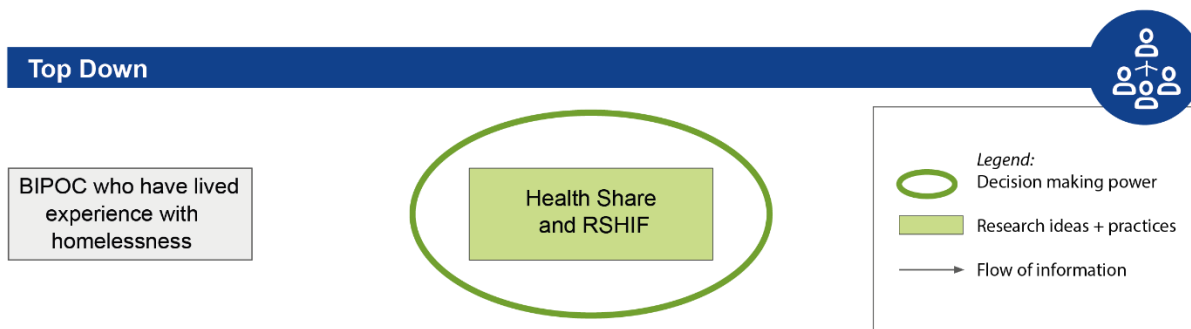 Top Down
BIPOC who have lived
experience with
homelessness
Health Share
and RSHIF
Legend:
Decision making power
Research ideas + practices
Flow of information